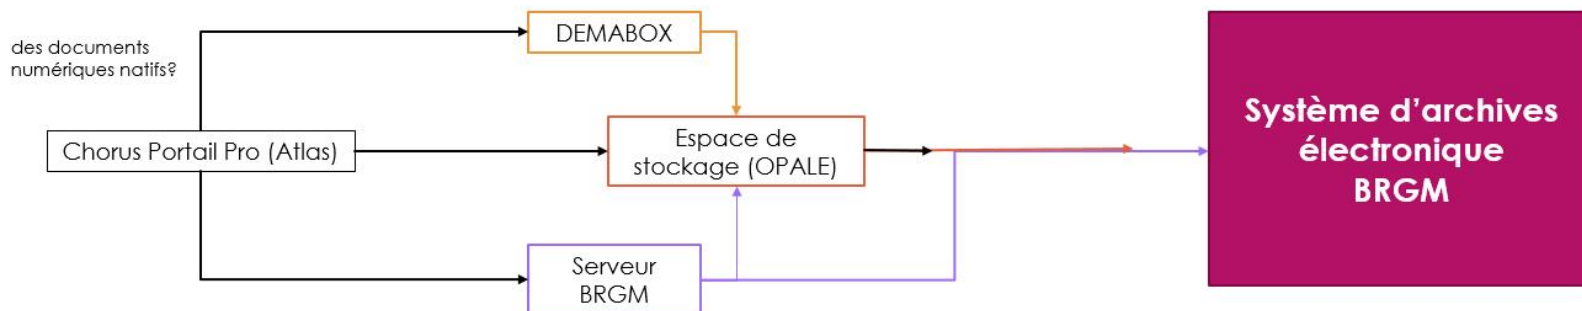 des documents
numériques natifs?
DEMABOX
Chorus Portail Pro (Atlas)
Espace de
stockage (OPALE)
Serveur
BRGM
Système d'archives
électronique
BRGM